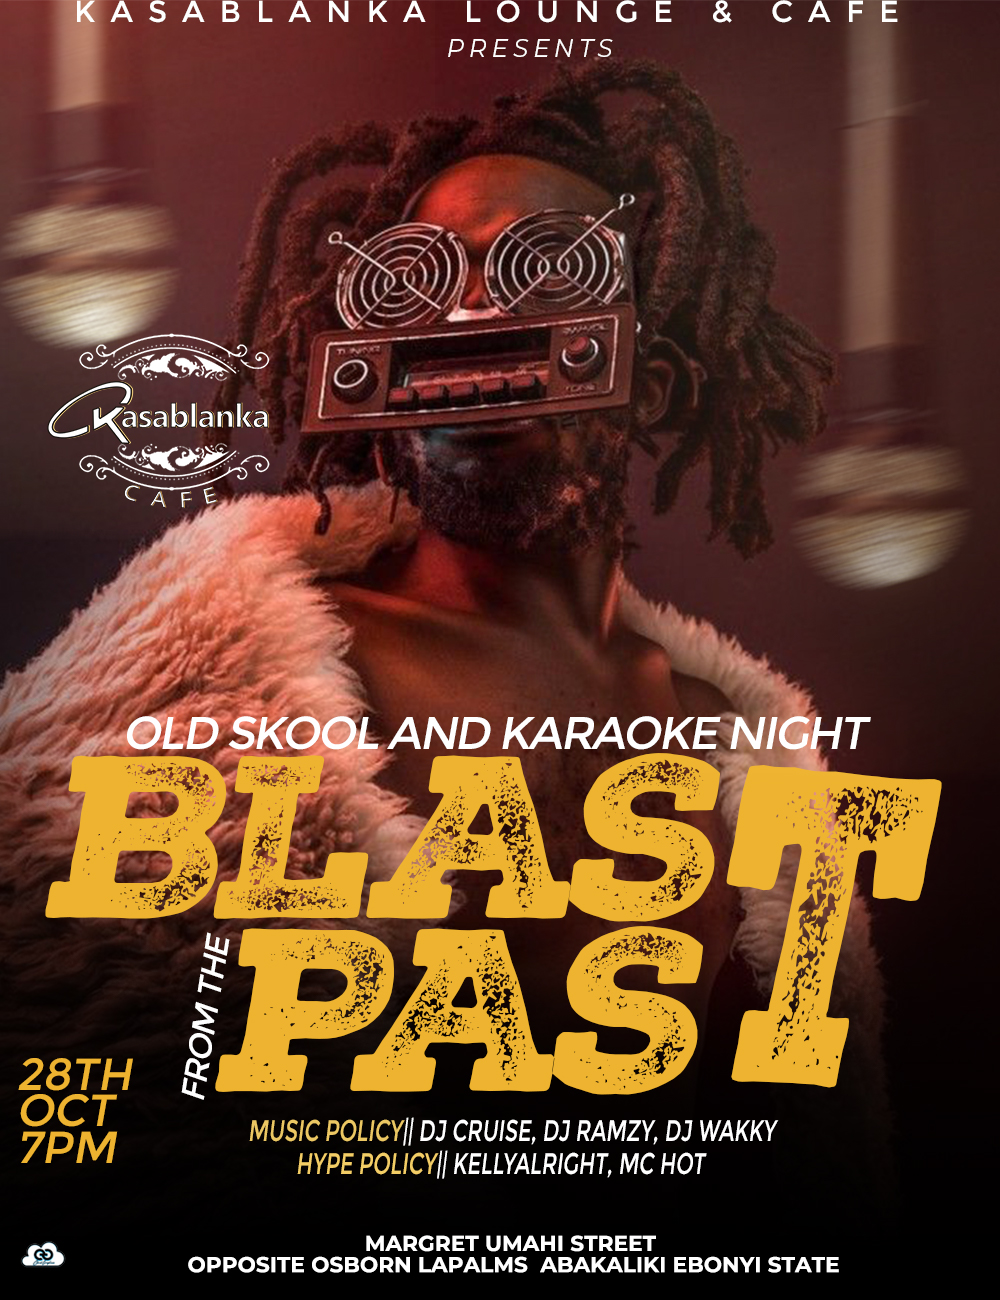 KASABLANKA LOUNGE & CAFE
PRESENTS
Kasablanka
CAFE
OLD SKOOL AND KARAOKE NIGHT
BLAST
FROM THE
PAST
28TH
OCT
7PM
MUSIC POLICY|| DJ CRUISE, DJ RAMZY, DJ WAKKY
HYPE POLICY|| KELLYALRIGHT, MC HOT
MARGRET UMAHI STREET
OPPOSITE OSBORN LAPALMS ABAKALIKI EBONYI STATE